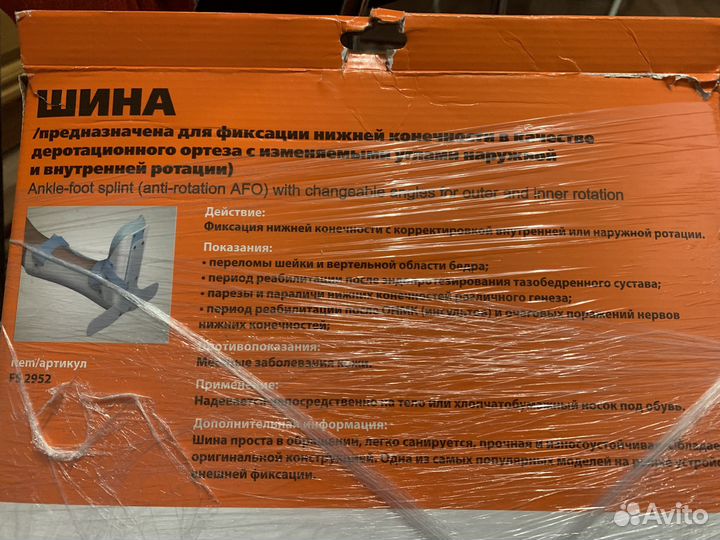 ШИНА
/предназначена для фиксации нижней конечности в качестве
деротационного ортеза с изменяемыми углами наружной
и внутренней ротации)
Ankle-foot splint (anti-rotation AFO) with changeable angles for outer and inner rotation
Действие:
Фиксация нижней конечности с корректировкой внутренней или наружной ротации.
Показания:
• переломы шейки и вертельной области бедра;
• период реабилитации после эндопротезирования тазобедренного сустава;
• парезы и параличи нижних конечностей различного генеза;
• период реабилитации после ОНМК (инсульта) и очаговых поражений нервов
нижних конечностей;
Item/артикул
FS 2952
Противопоказания:
Местные заболевания кожи.
Применение:
Надевается непосредственно на тело или хлопчатобумажный носок под обувь.
Дополнительная информация:
Шина проста в обращении, легко санируется, прочная и износоустойчивая, обладае
оригинальной конструкцией. Одна из самых популярных моделей на рынке устрой
внешней фиксации.
Avito